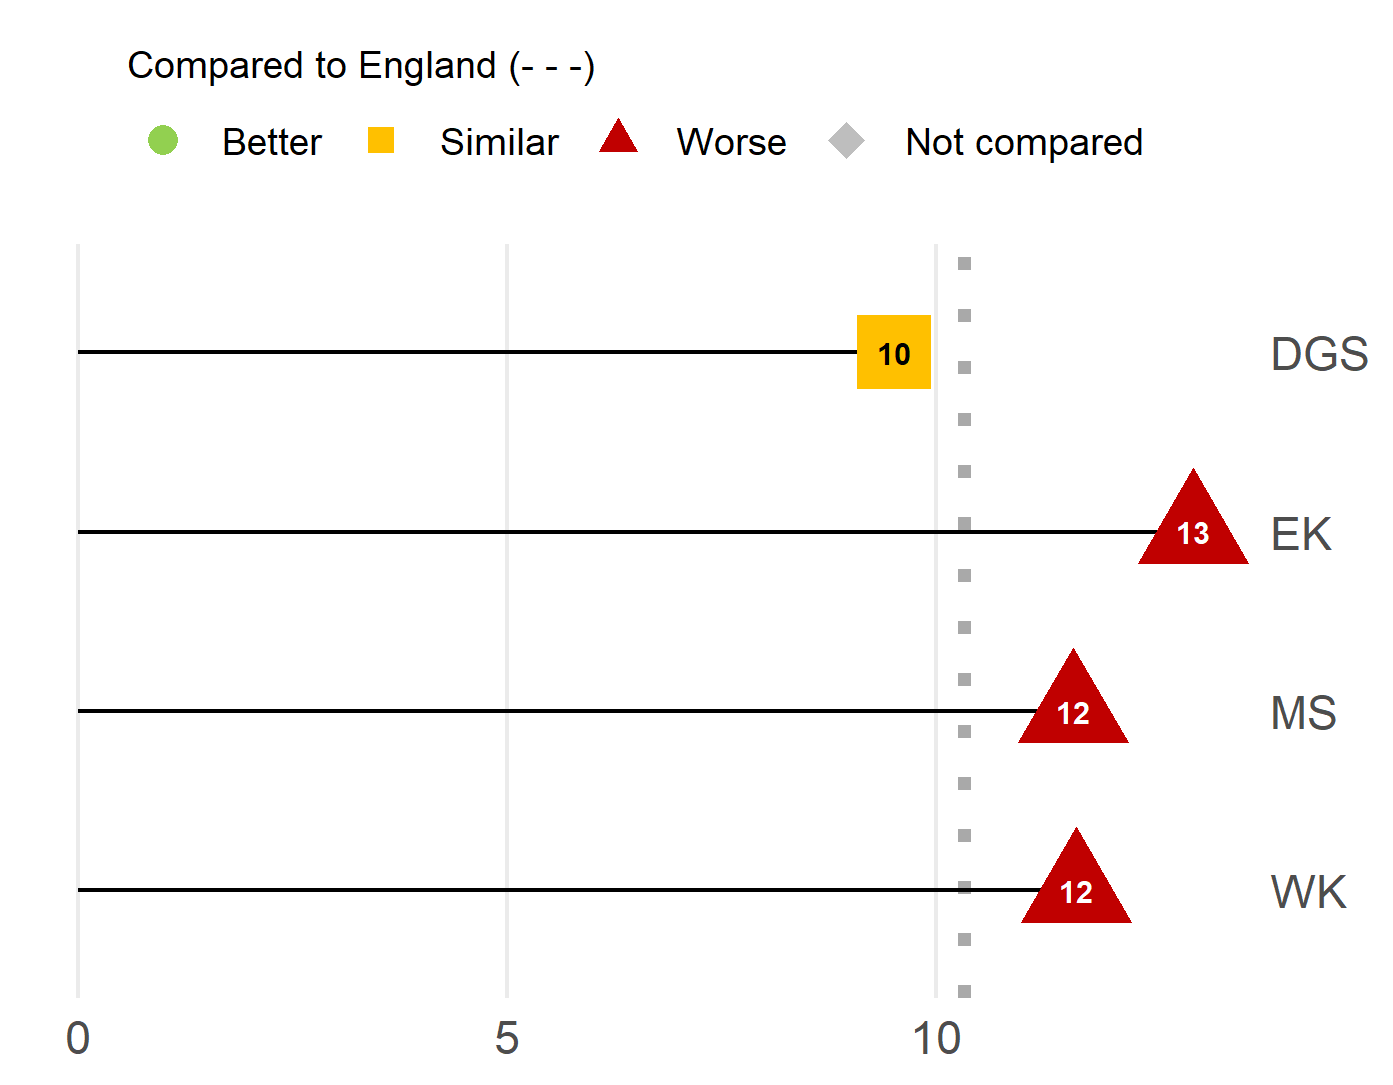 Compared to England (- - -)
Better Similar Worse Not compared
10 DGS
13 EK
12 MS
12 WK
0 5 10